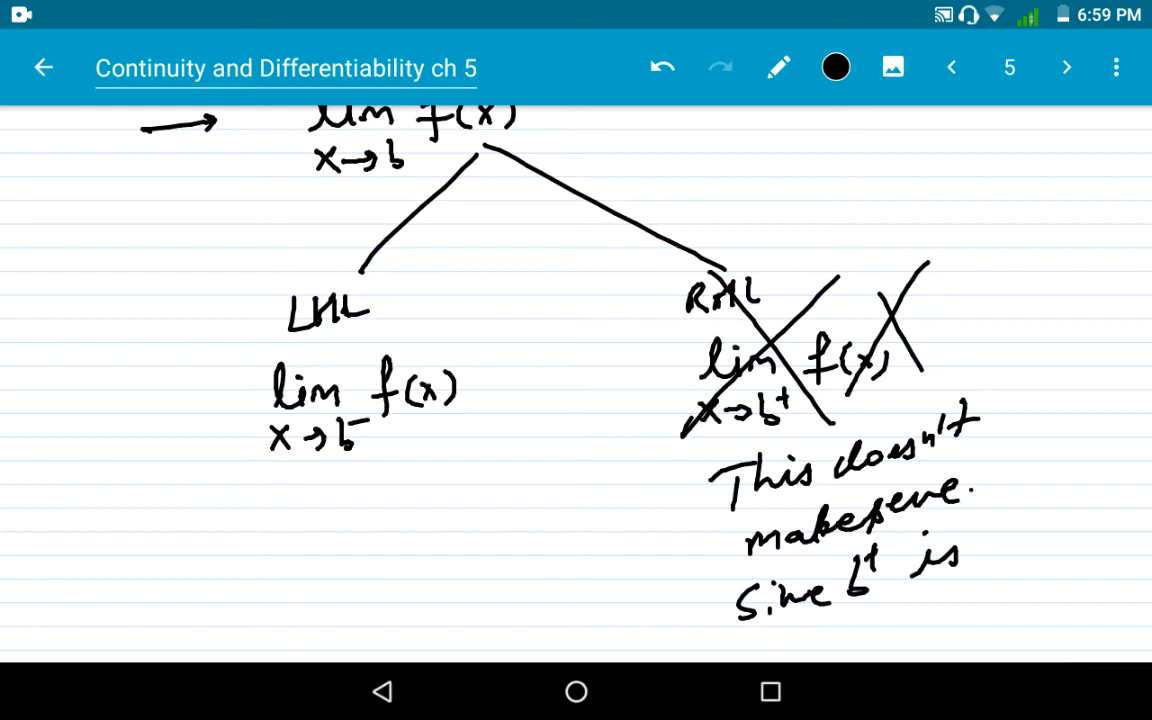 6:59 PM
Continuity and Differentiability ch 5
5
lim f(x)
x→b
LHL
RHL
lim f(x)
x→b⁻
lim f(x)
x→b⁺
This doesn't
make sense.
Since b⁺ is